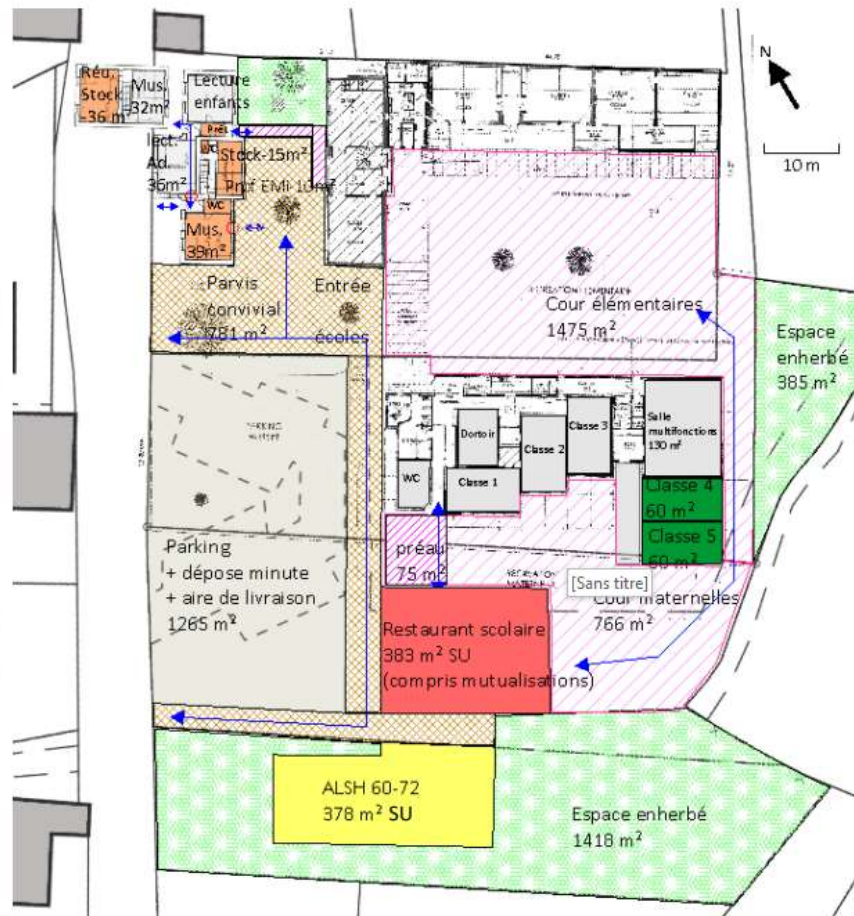 N
10 m
Réu,
Stock
36 m²
Mus.
32m²
Lecture
enfants
lect.
Ad.
36m²
Prét
WC
Stock-15m²
Prof EMi-10m²
WC
Mus.
39m²
Parvis
convivial
781 m²
Entrée
écoles
Cour élémentaires
1475 m²
Espace
enherbé
385 m²
Dortoir
Classe 2
Classe 3
Salle
multifonctions
130 m²
WC
Classe 1
Classe 4
60 m²
Classe 5
60 m²
PARKING
Parking
+ dépose minute
+ aire de livraison
1265 m²
préau
75 m²
[Sans titre]
Cour maternelles
766 m²
Restaurant scolaire
383 m² SU
(compris mutualisations)
ALSH 60-72
378 m² SU
Espace enherbé
1418 m²